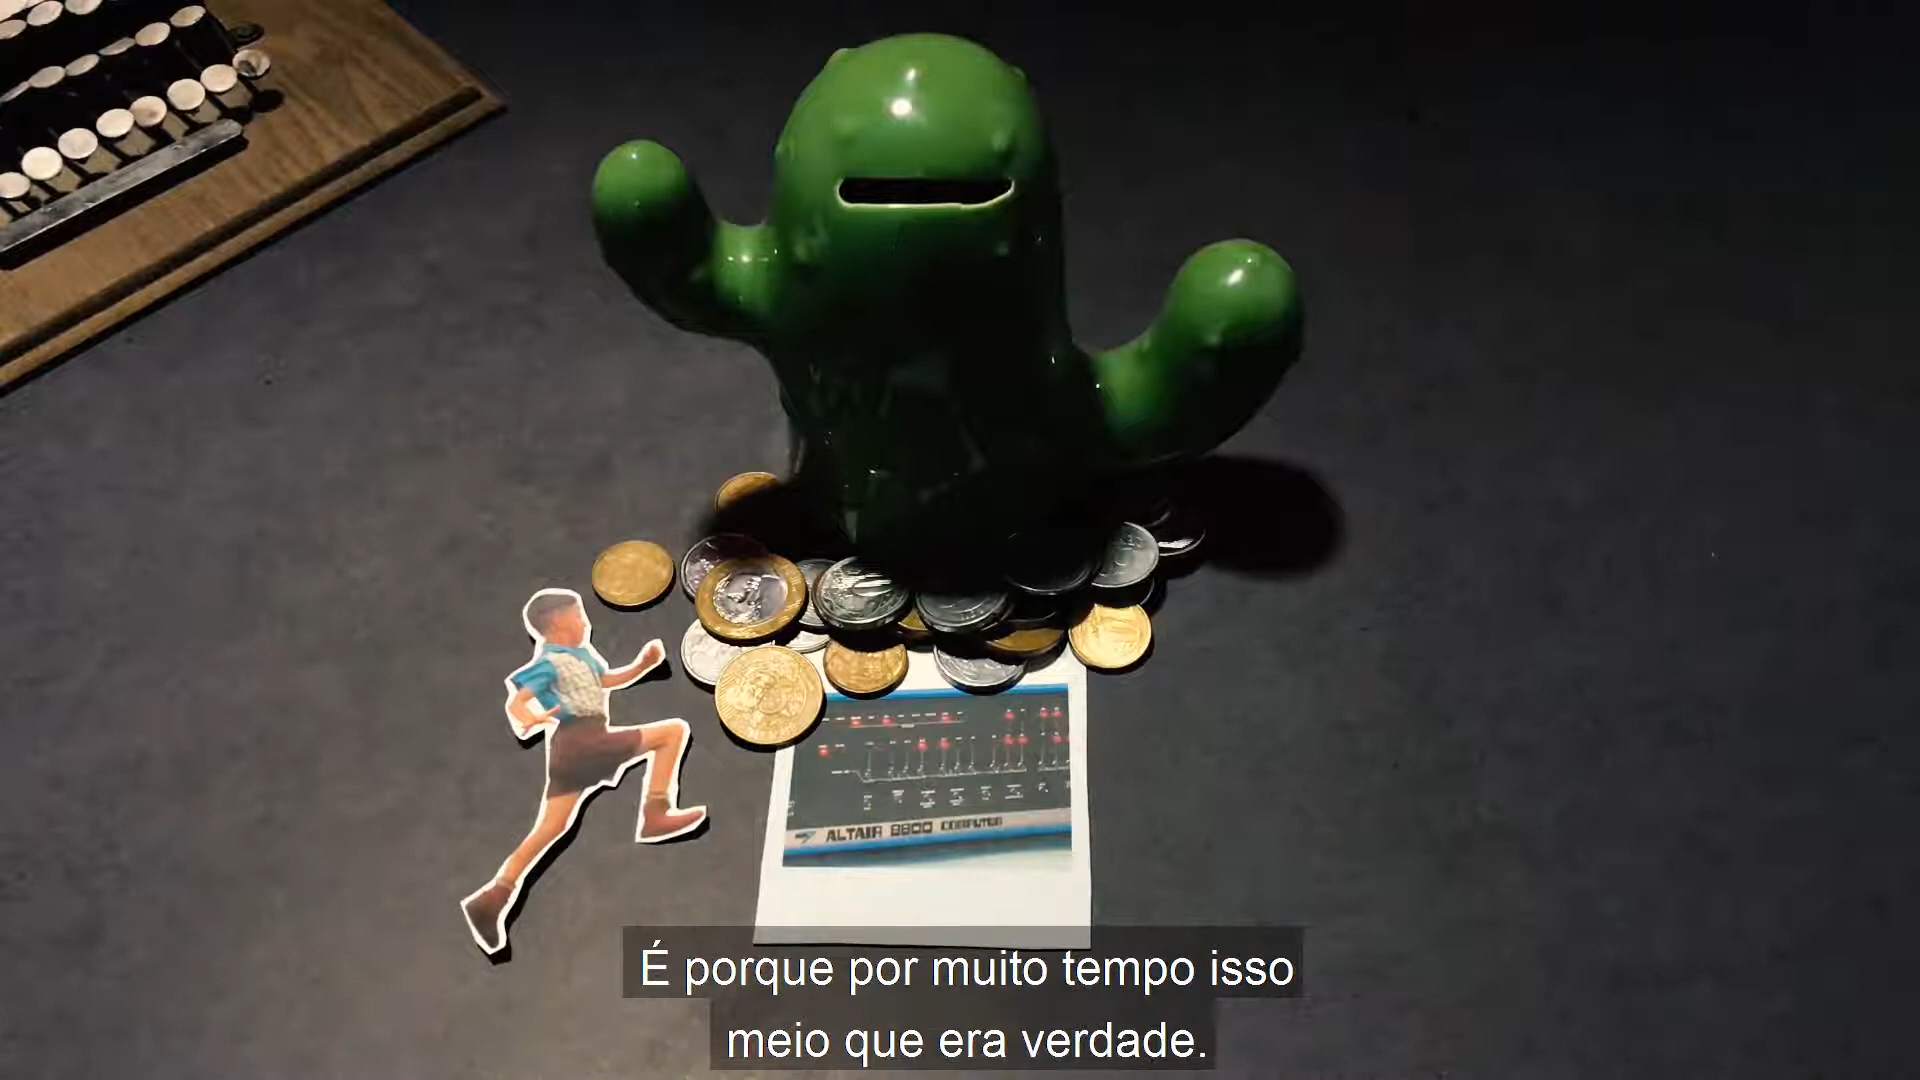 ALTAIR 8800 COMPUTER
É porque por muito tempo isso
meio que era verdade.